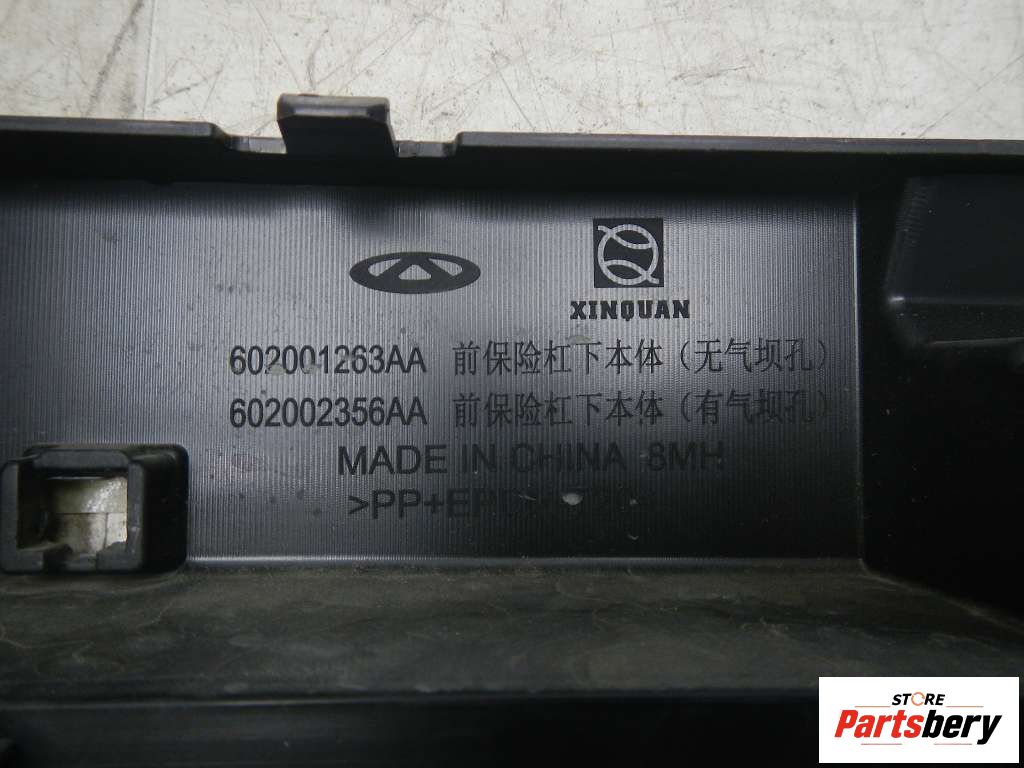 XINQUAN
602001263AA 前保险杠下本体（无气坝孔）
602002356AA 前保险杠下本体（有气坝孔）
MADE IN CHINA 8MH
STORE
Partsbery